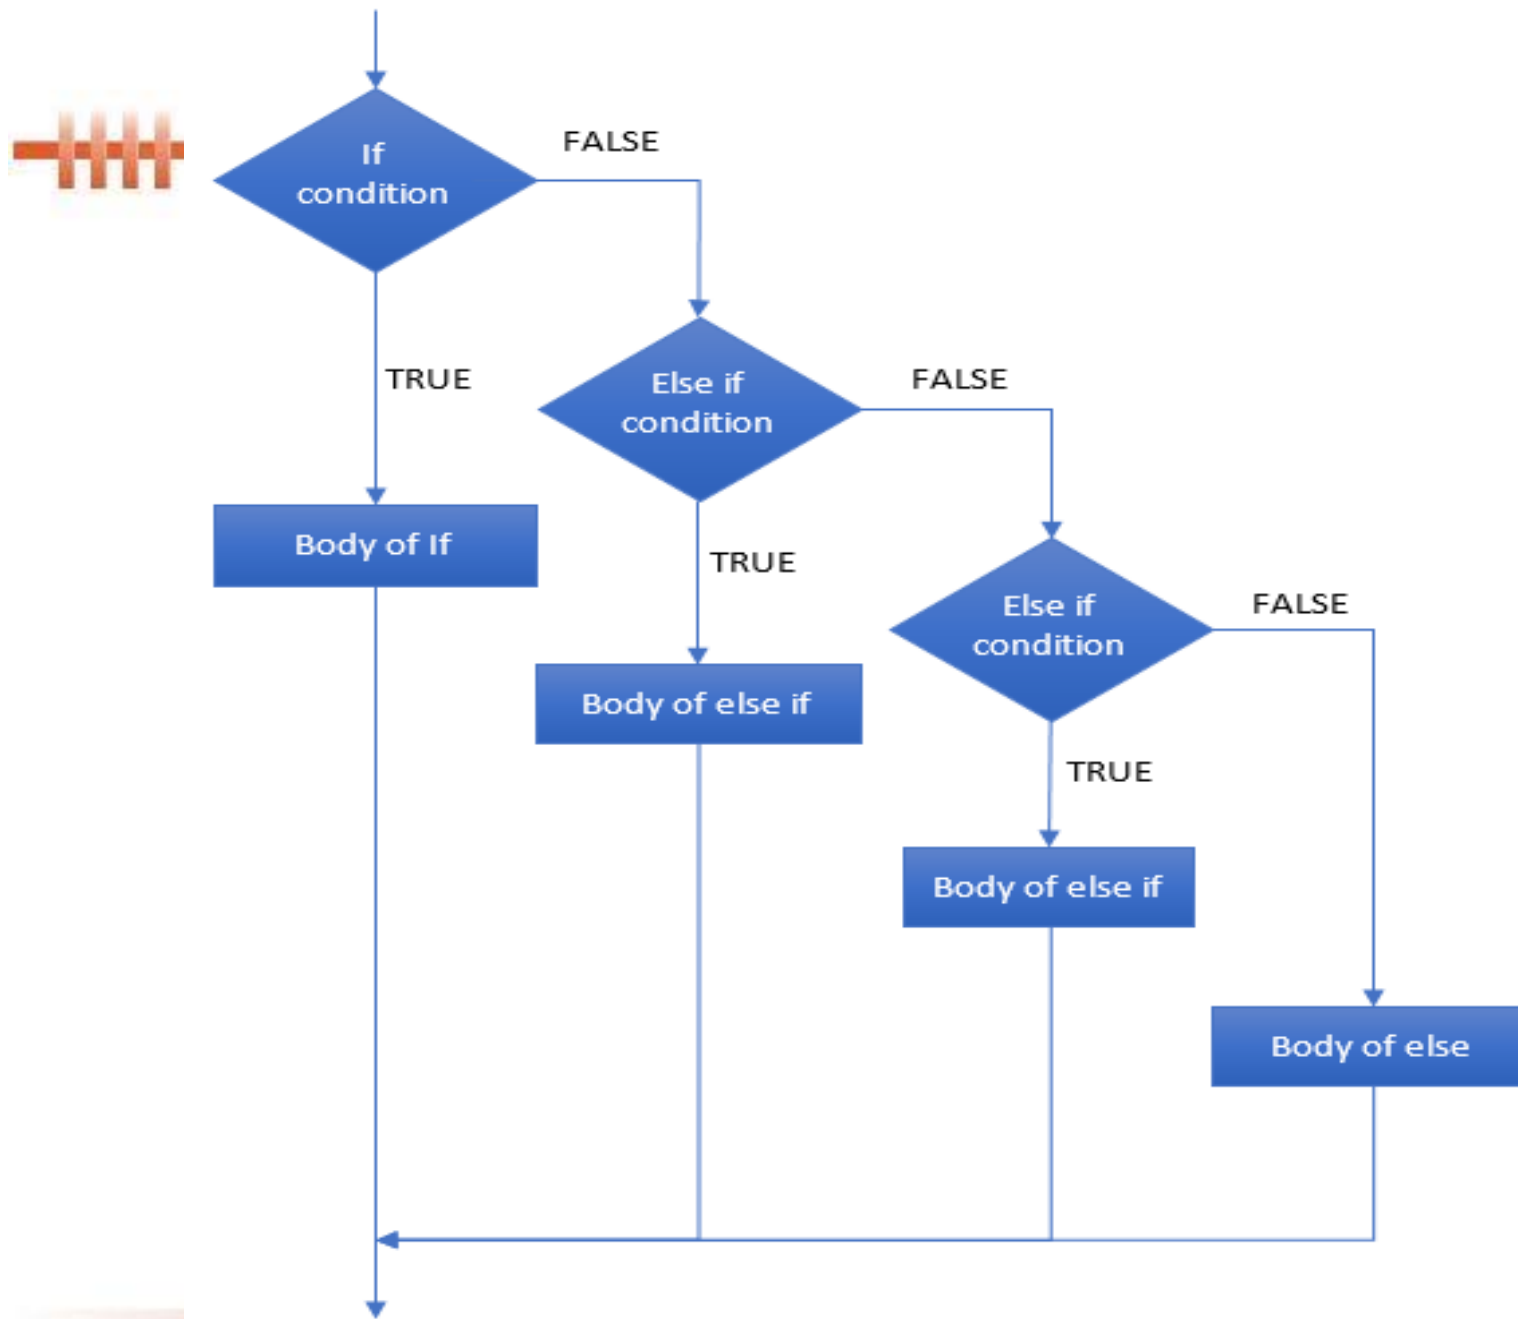 If
condition
FALSE
TRUE
Else if
condition
FALSE
Body of If
TRUE
Else if
condition
FALSE
Body of else if
TRUE
Body of else if
Body of else